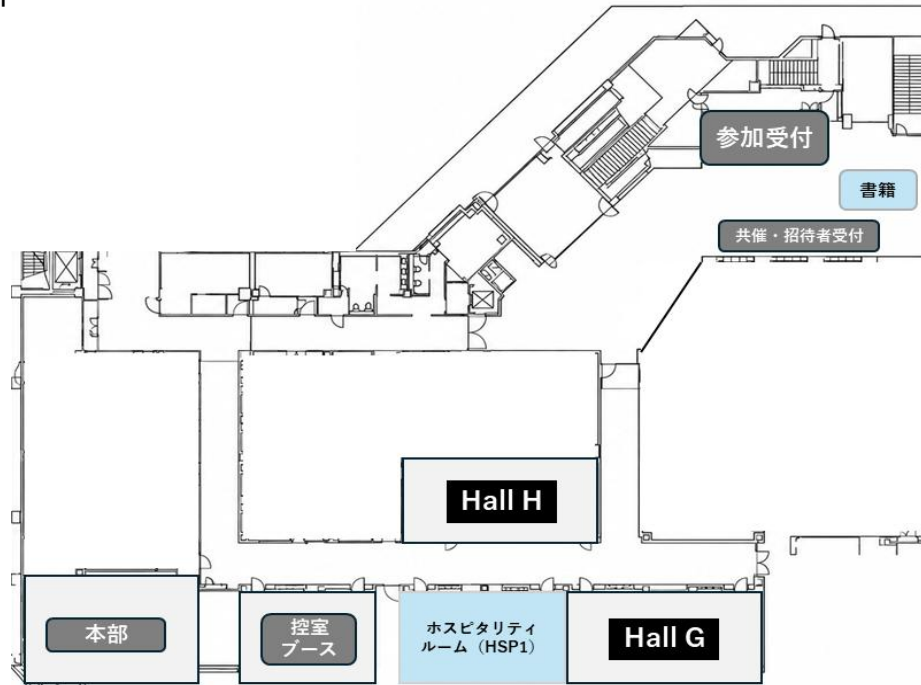 参加受付
書籍
共催・招待者受付
Hall H
本部
控室
ブース
ホスピタリティ
ルーム（HSP1）
Hall G